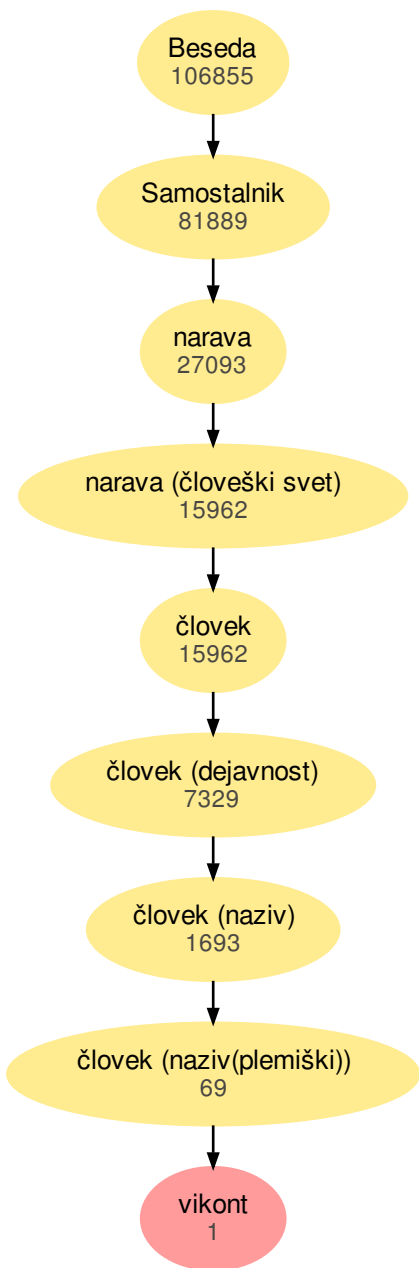 Beseda
106855
Samostalnik
81889
narava
27093
narava (človeški svet)
15962
človek
15962
človek (dejavnost)
7329
človek (naziv)
1693
človek (naziv(plemiški))
69
vikont
1